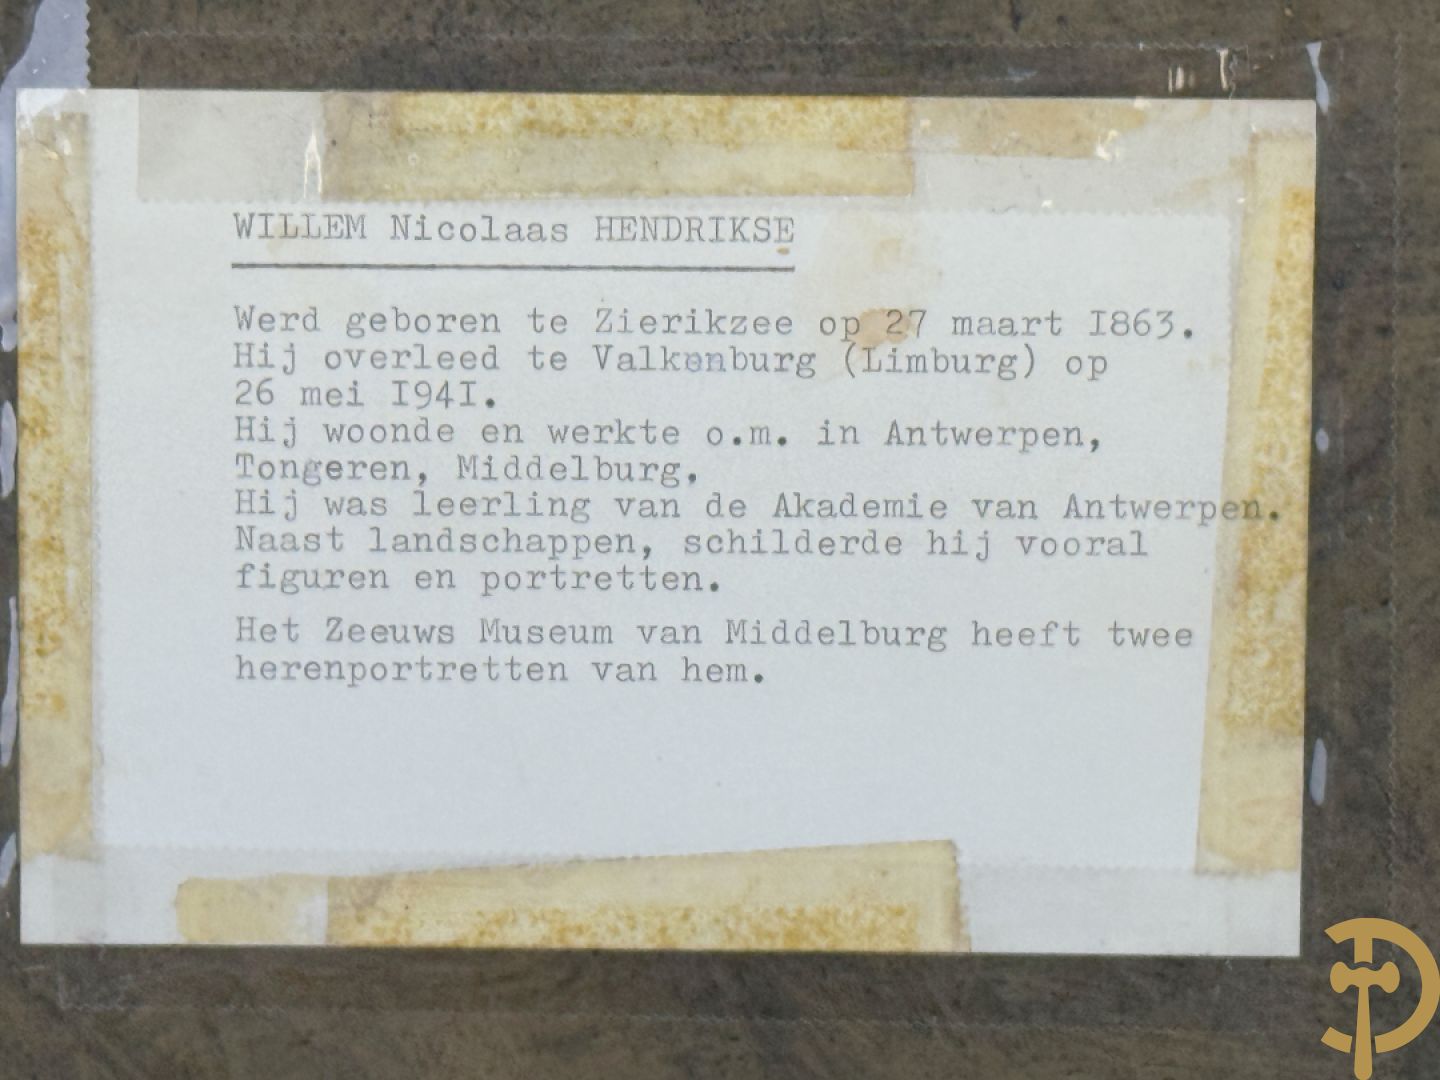 WILLEM Nicolaas HENDRIKSE
Werd geboren te Zierikzee op 27 maart I863.
Hij overleed te Valkenburg (Limburg) op
26 mei I94I.
Hij woonde en werkte o.m. in Antwerpen,
Tongeren, Middelburg.
Hij was leerling van de Akademie van Antwerpen.
Naast landschappen, schilderde hij vooral
figuren en portretten.
Het Zeeuws Museum van Middelburg heeft twee
herenportretten van hem.